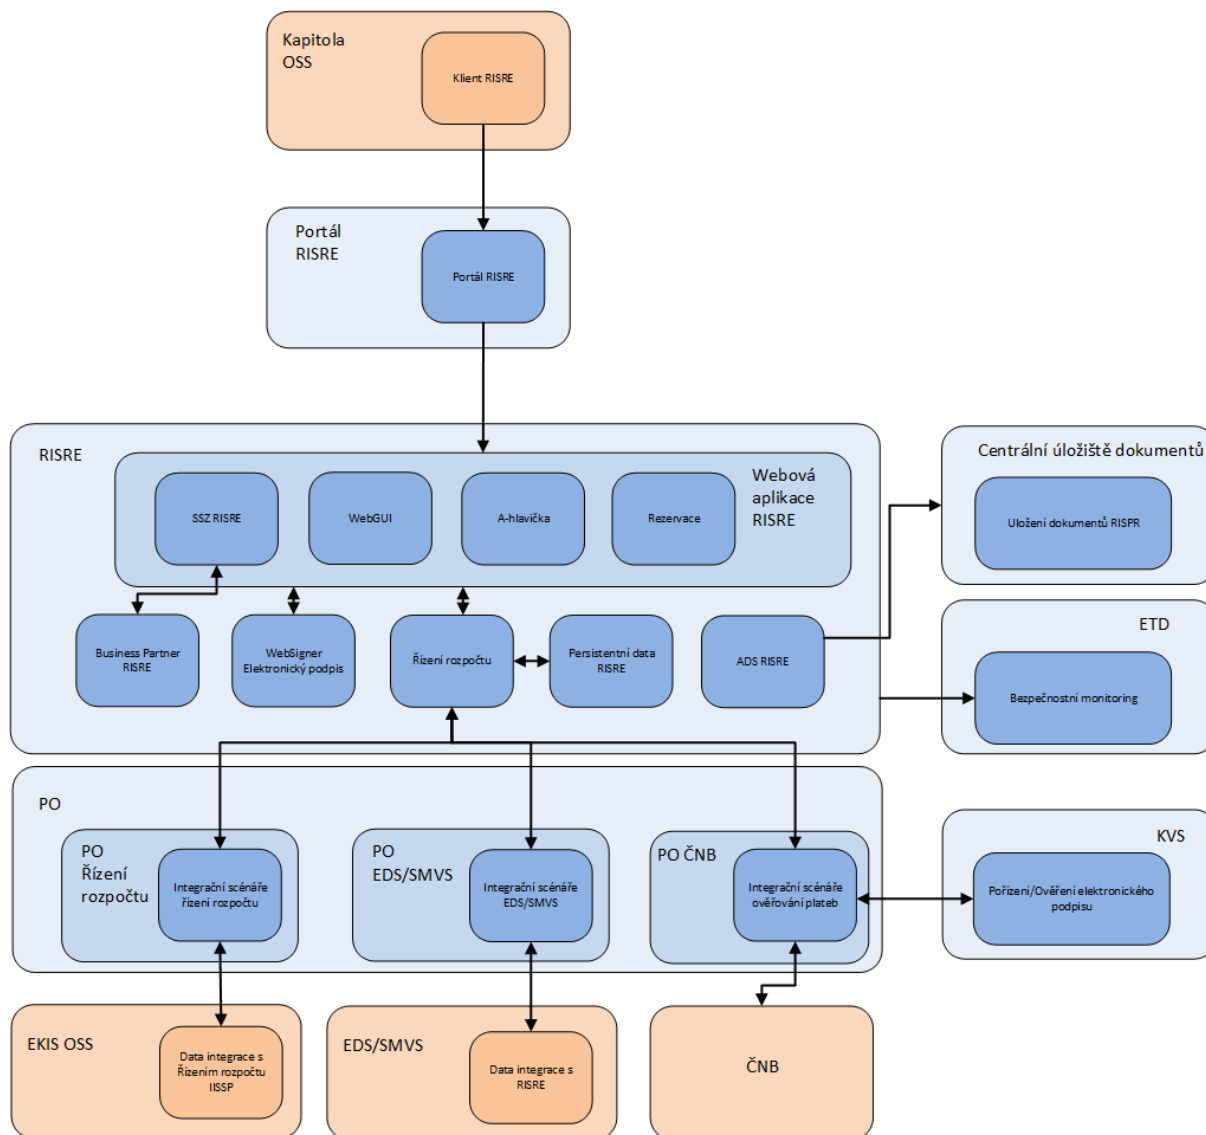 Kapitola
OSS
Klient RISRE
Portál
RISRE
Portál RISRE
RISRE
Webová
aplikace
RISRE
SSZ RISRE
WebGUI
A-hlavička
Rezervace
Business Partner
RISRE
WebSigner
Elektronický podpis
Řízení rozpočtu
Persistentní data
RISRE
ADS RISRE
Centrální úložiště dokumentů
Uložení dokumentů RISPR
ETD
Bezpečnostní monitoring
PO
PO
Řízení
rozpočtu
Integrační scénáře
řízení rozpočtu
PO
EDS/SMVS
Integrační scénáře
EDS/SMVS
PO ČNB
Integrační scénáře
ověřování plateb
KVS
Pořízení/Ověření elektronického
podpisu
EKIS OSS
Data integrace s
Řízením rozpočtu
IISSP
EDS/SMVS
Data integrace s
RISRE
ČNB